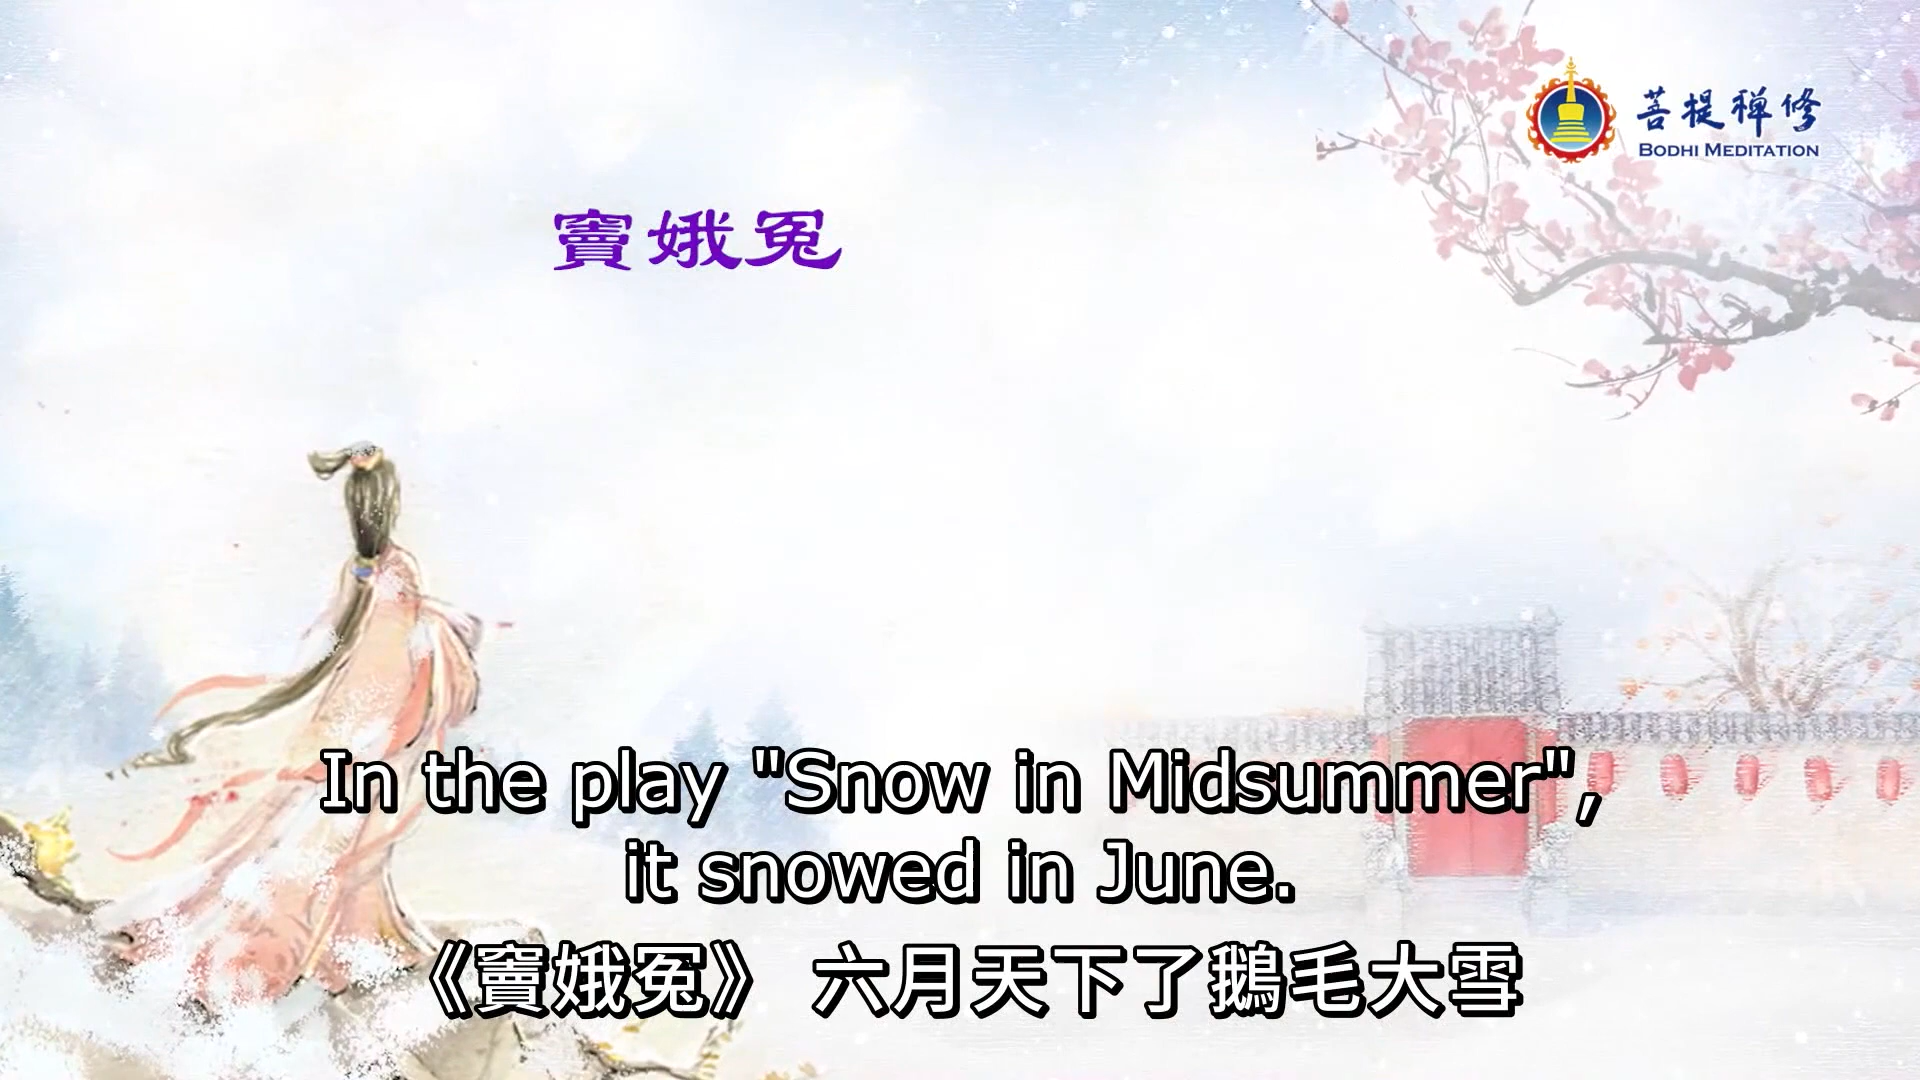 菩提禪修
BODHI MEDITATION
竇娥冤
In the play "Snow in Midsummer",
it snowed in June.
《竇娥冤》 六月天下了鵝毛大雪